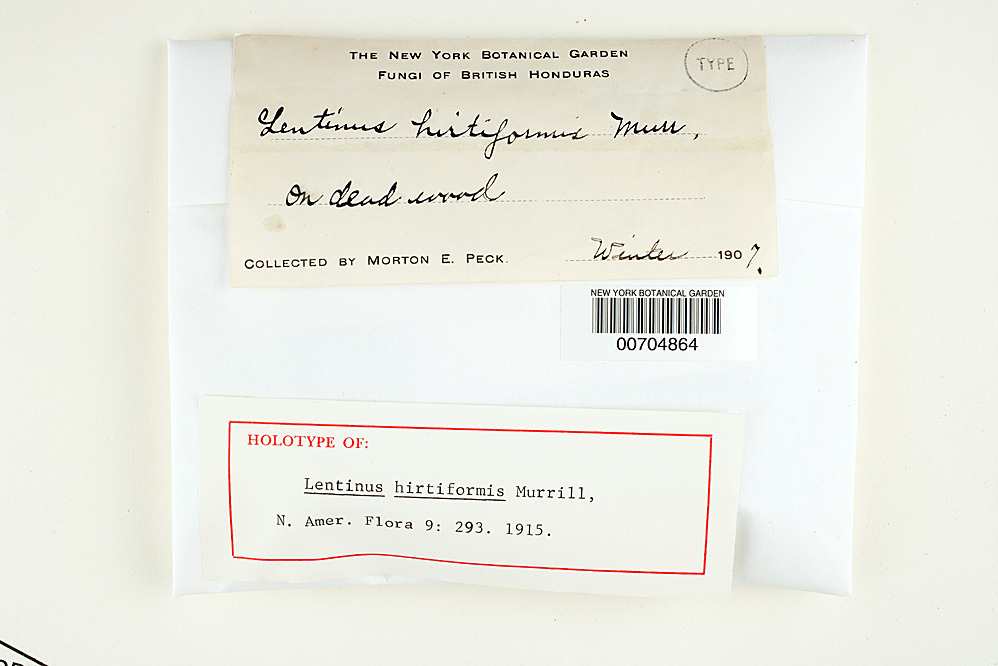 THE NEW YORK BOTANICAL GARDEN
FUNGI OF BRITISH HONDURAS
TYPE
Lentinus hirtiformis Murr,
on dead wood
COLLECTED BY MORTON E. PECK.
Winter 1907.
NEW YORK BOTANICAL GARDEN
00704864
HOLOTYPE OF:
Lentinus hirtiformis Murrill,
N. Amer. Flora 9: 293. 1915.